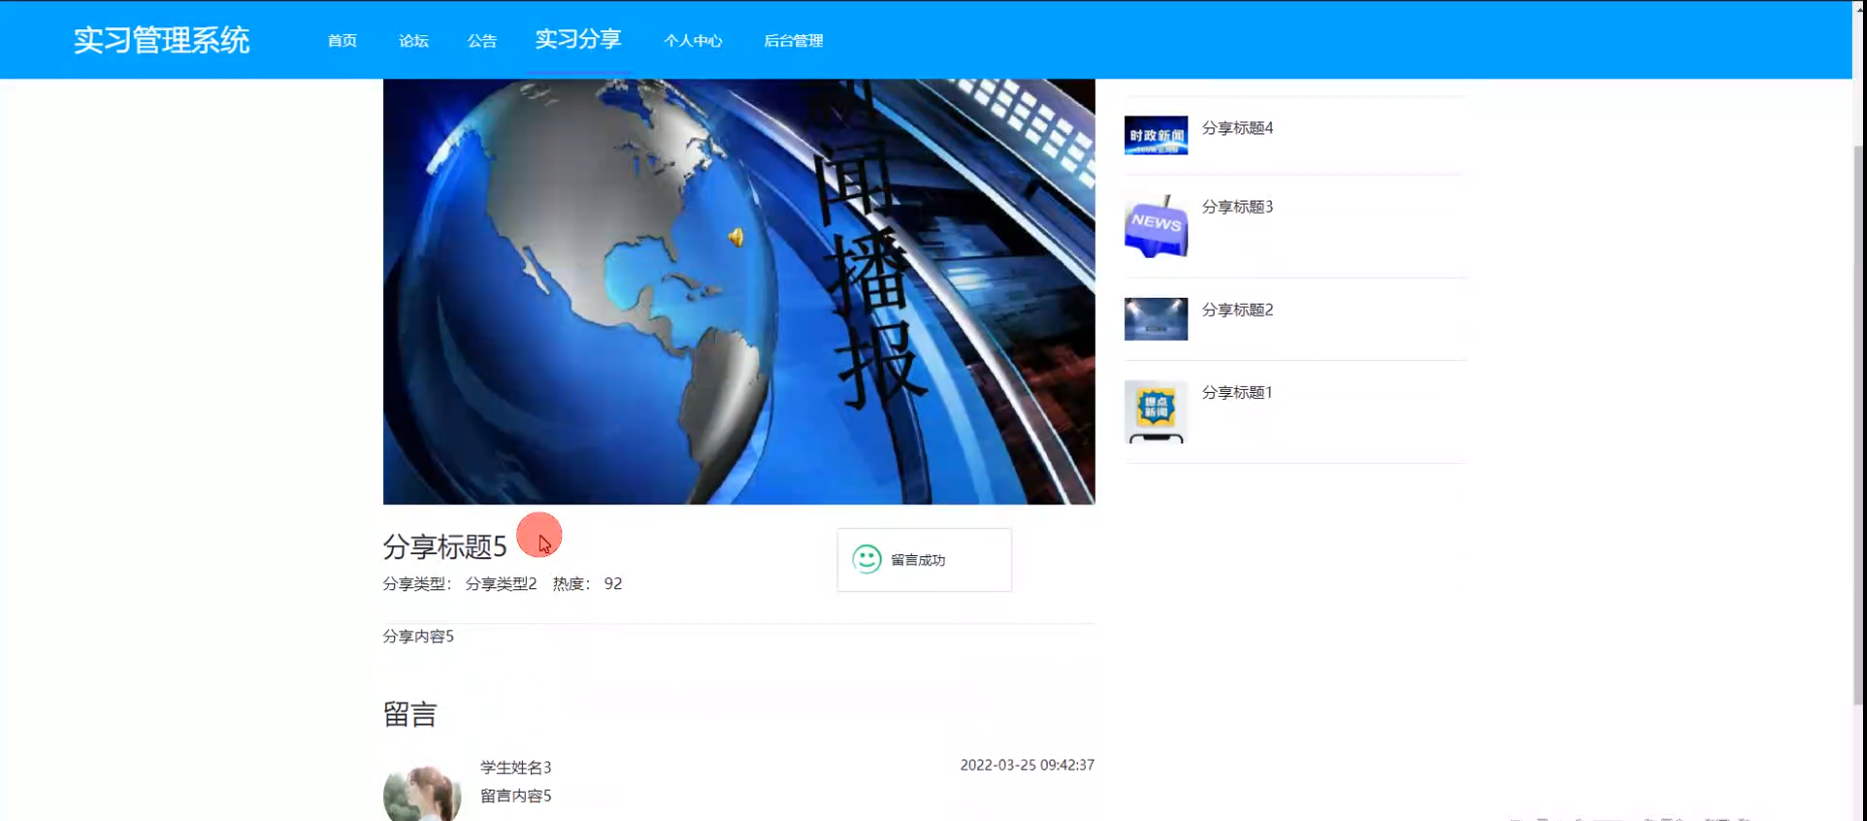 实习管理系统 首页 论坛 公告 实习分享 个人中心 后台管理
闻
播
报
时政新闻
分享标题4
NEWS
分享标题3
分享标题2
爆点
新闻
分享标题1
分享标题5
留言成功
分享类型： 分享类型2 热度： 92
分享内容5
留言
学生姓名3
2022-03-25 09:42:37
留言内容5